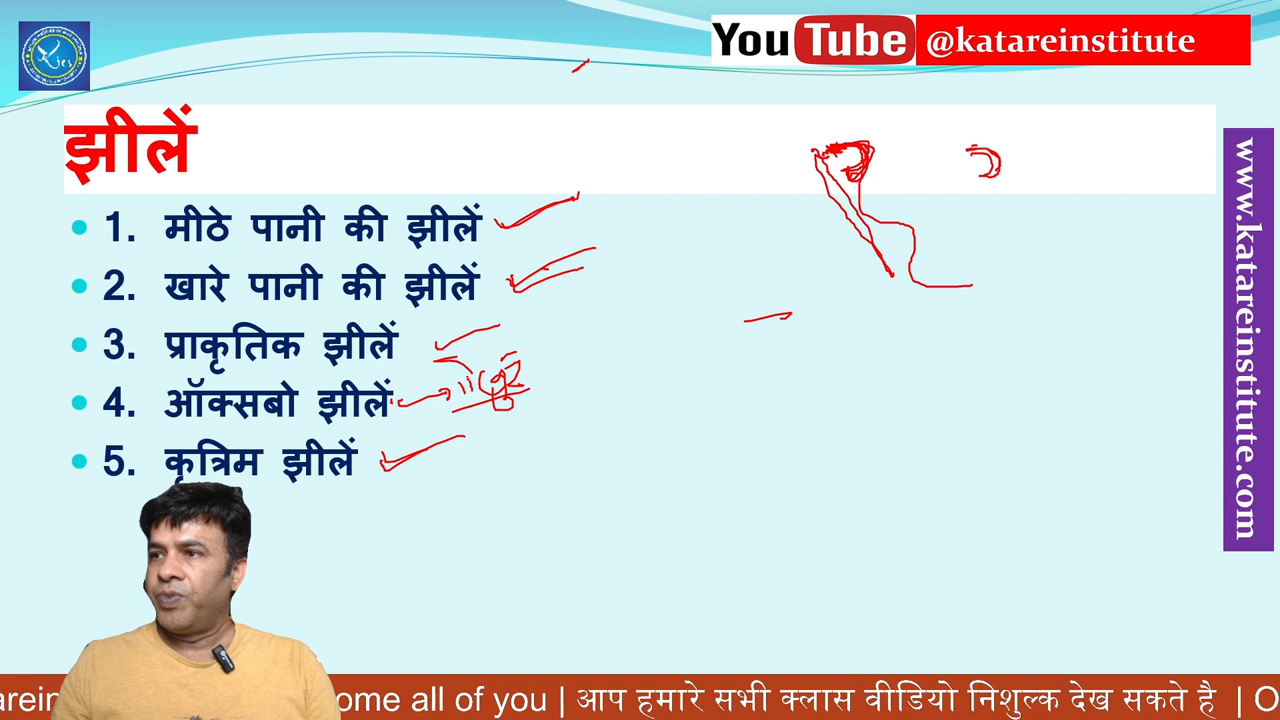 YouTube @katareinstitute
झीलें
1. मीठे पानी की झीलें
2. खारे पानी की झीलें
3. प्राकृतिक झीलें
4. ऑक्सबो झीलें
5. कृत्रिम झीलें
www.katareinstitute.com
ome all of you | आप हमारे सभी क्लास वीडियो निशुल्क देख सकते है | O